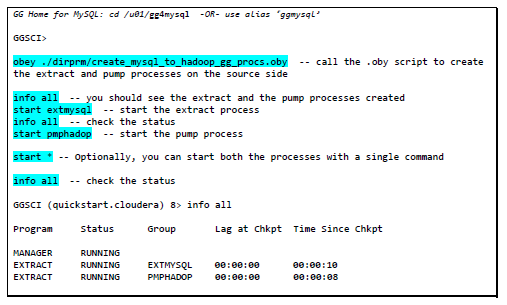 GG Home for MySQL: cd /u01/gg4mysql  -OR- use alias ‘ggmysql’
GGSCI>
obey ./dirprm/create_mysql_to_hadoop_gg_procs.oby  -- call the .oby script to create
the extract and pump processes on the source side
info all  -- you should see the extract and the pump processes created
start extmysql  -- start the extract process
info all  -- check the status
start pmphadop  -- start the pump process
start * -- Optionally, you can start both the processes with a single command
info all  -- check the status
GGSCI (quickstart.cloudera) 8> info all
Program     Status      Group       Lag at Chkpt  Time Since Chkpt
MANAGER     RUNNING
EXTRACT     RUNNING     EXTMYSQL    00:00:00      00:00:10
EXTRACT     RUNNING     PMPHADOP    00:00:00      00:00:08